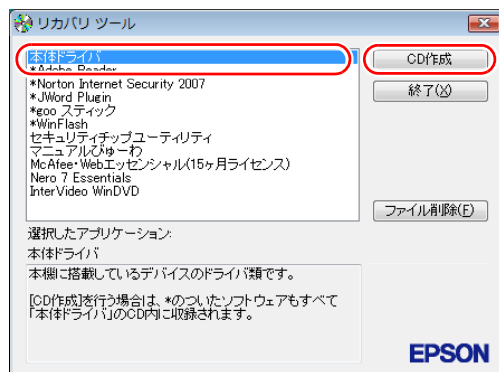 リカバリ ツール
本体ドライバ
*Adobe Reader
*Norton Internet Security 2007
*JWord Plugin
*goo スティック
*WinFlash
セキュリティチップユーティリティ
マニュアルびゅーわ
McAfee・Webエッセンシャル(15ヶ月ライセンス)
Nero 7 Essentials
InterVideo WinDVD
CD作成
終了(X)
ファイル削除(F)
選択したアプリケーション:
本体ドライバ
本機に搭載しているデバイスのドライバ類です。
[CD作成]を行う場合は、*のついたソフトウェアもすべて
「本体ドライバ」のCD内に収録されます。
EPSON